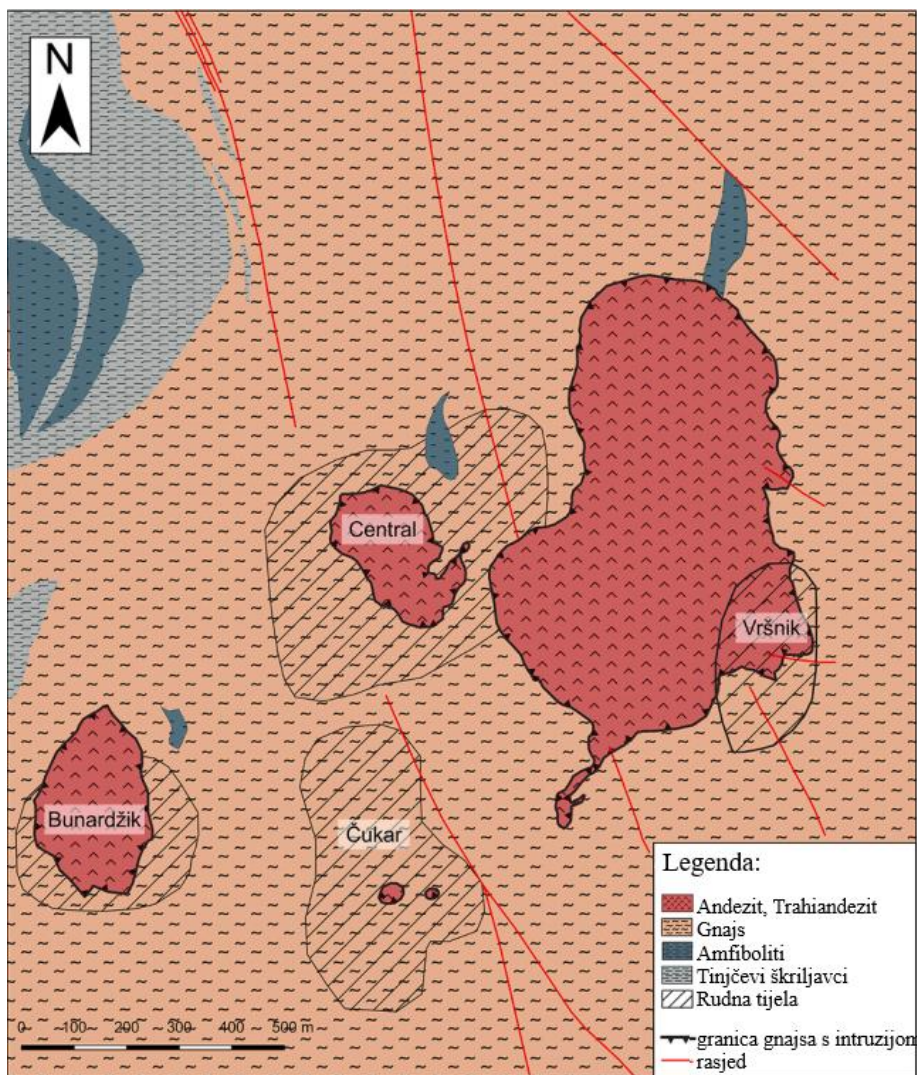 N
Central
Vršnik
Bunardžik
Čukar
0 100 200 300 400 500 m
Legenda:
Andezit, Trahiandezit
Gnajs
Amfiboliti
Tinjčevi škriljavci
Rudna tijela
granica gnajsa s intruzijom
rasjed